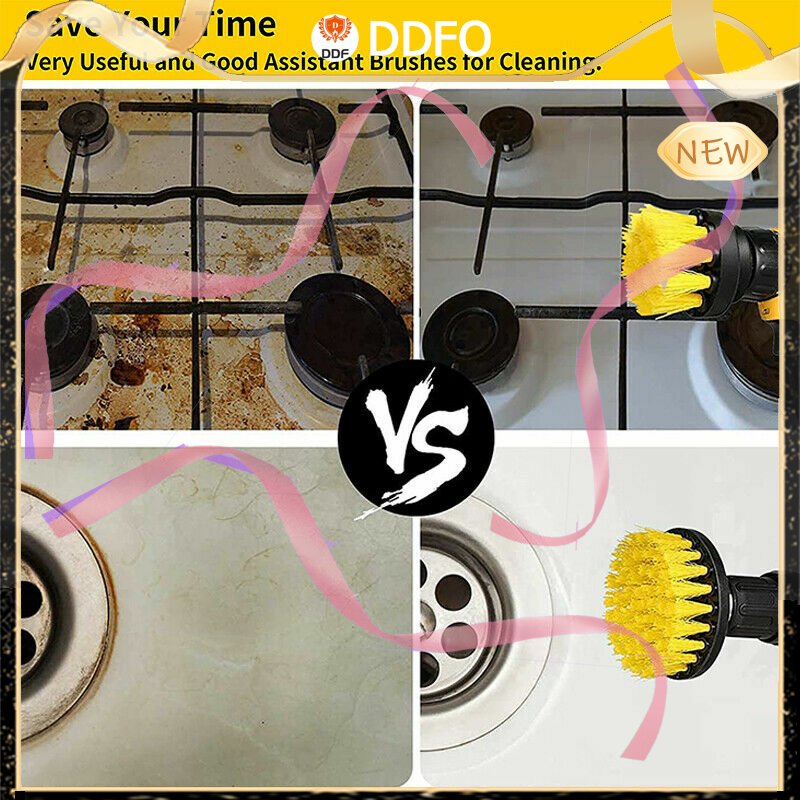 Save Your Time
DDF
DDFO
Very Useful and Good Assistant Brushes for Cleaning.
NEW
VS